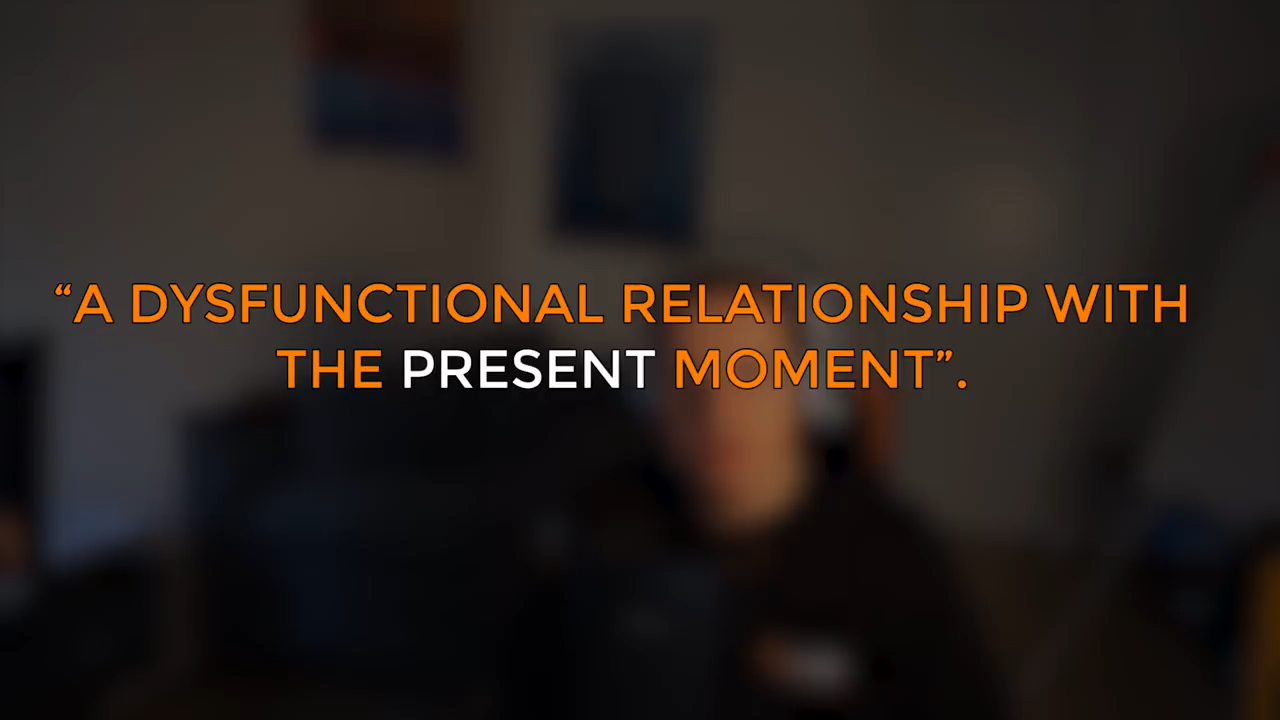 “A DYSFUNCTIONAL RELATIONSHIP WITH
THE PRESENT MOMENT”.